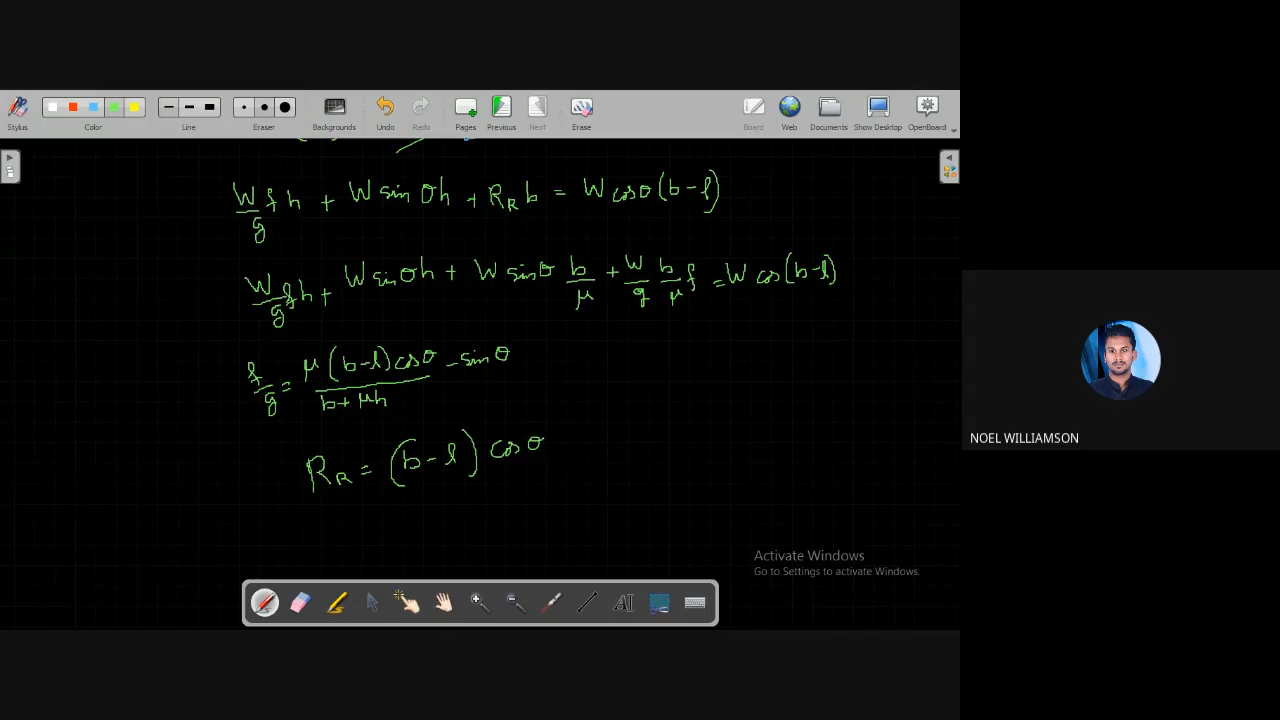 Stylus Color Line Eraser Backgrounds Undo Redo Pages Previous Next Erase Board Web Documents Show Desktop OpenBoard
W/g f h + W sin θ h + R_R b = W cos θ (b - l)
W/g f h + W sin θ h + W sin θ b/μ + W/g b/μ f = W cos (b - l)
f/g = μ (b - l) cos θ / b + μh - sin θ
R_R = (b - l) cos θ
NOEL WILLIAMSON
Activate Windows
Go to Settings to activate Windows.
AI